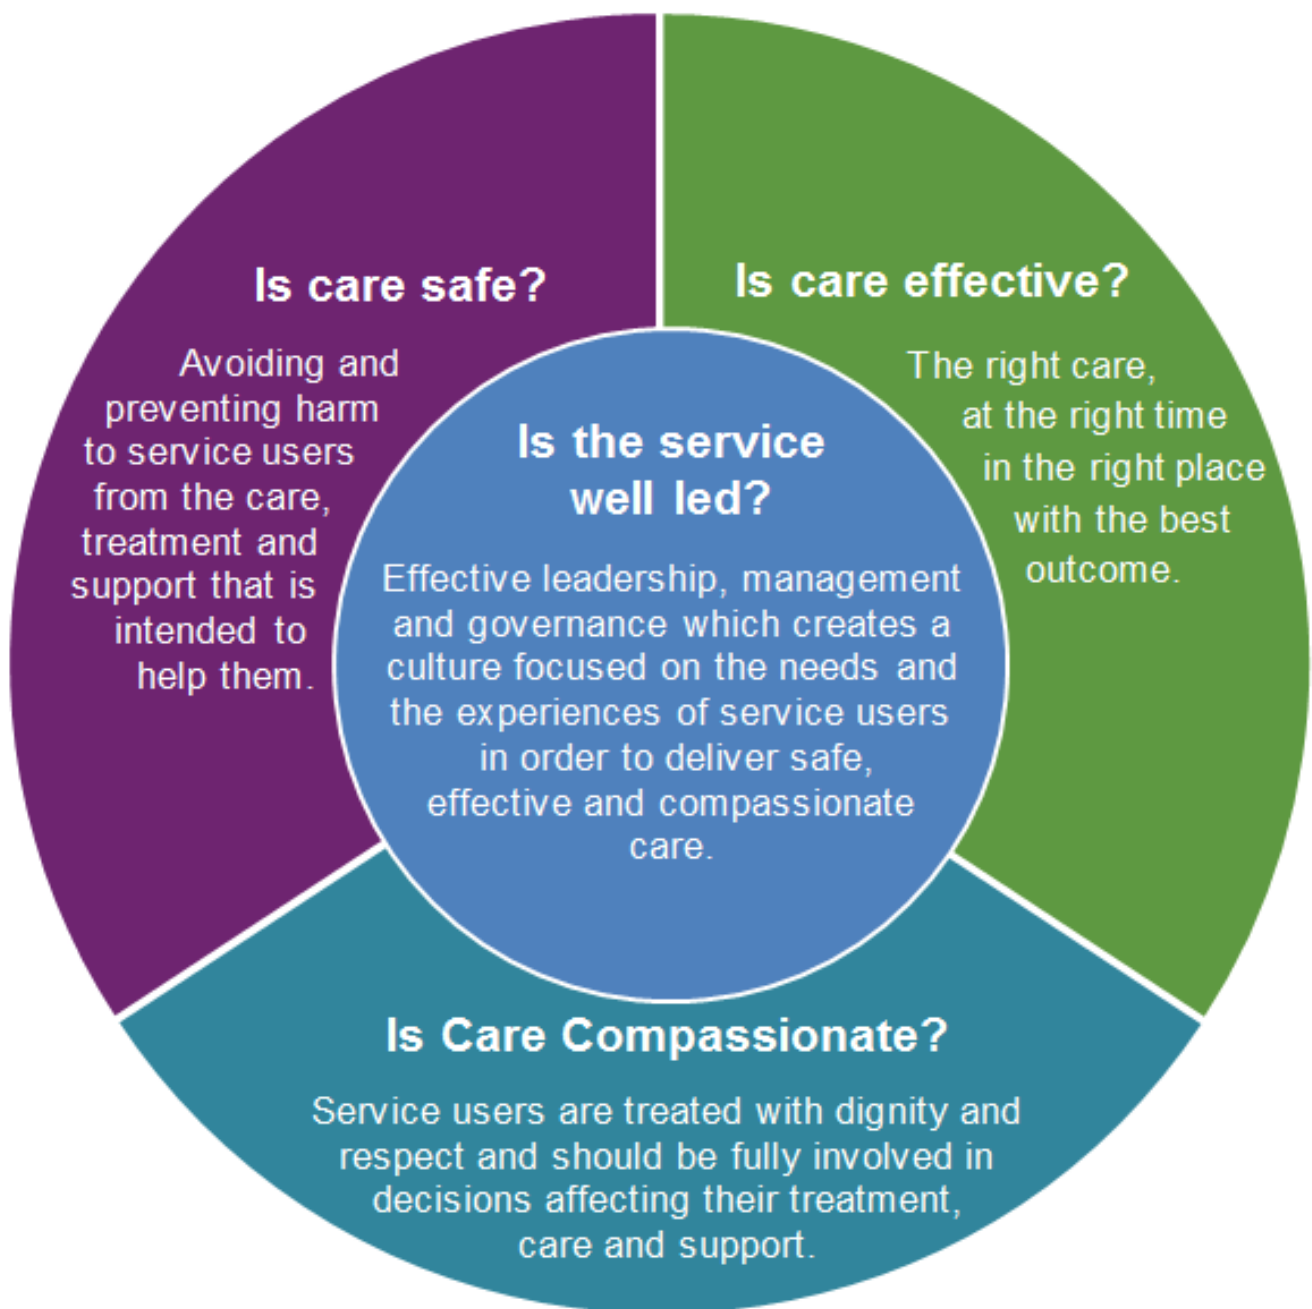 Is care safe?
Avoiding and
preventing harm
to service users
from the care,
treatment and
support that is
intended to
help them.
Is care effective?
The right care,
at the right time
in the right place
with the best
outcome.
Is the service
well led?
Effective leadership, management
and governance which creates a
culture focused on the needs and
the experiences of service users
in order to deliver safe,
effective and compassionate
care.
Is Care Compassionate?
Service users are treated with dignity and
respect and should be fully involved in
decisions affecting their treatment,
care and support.